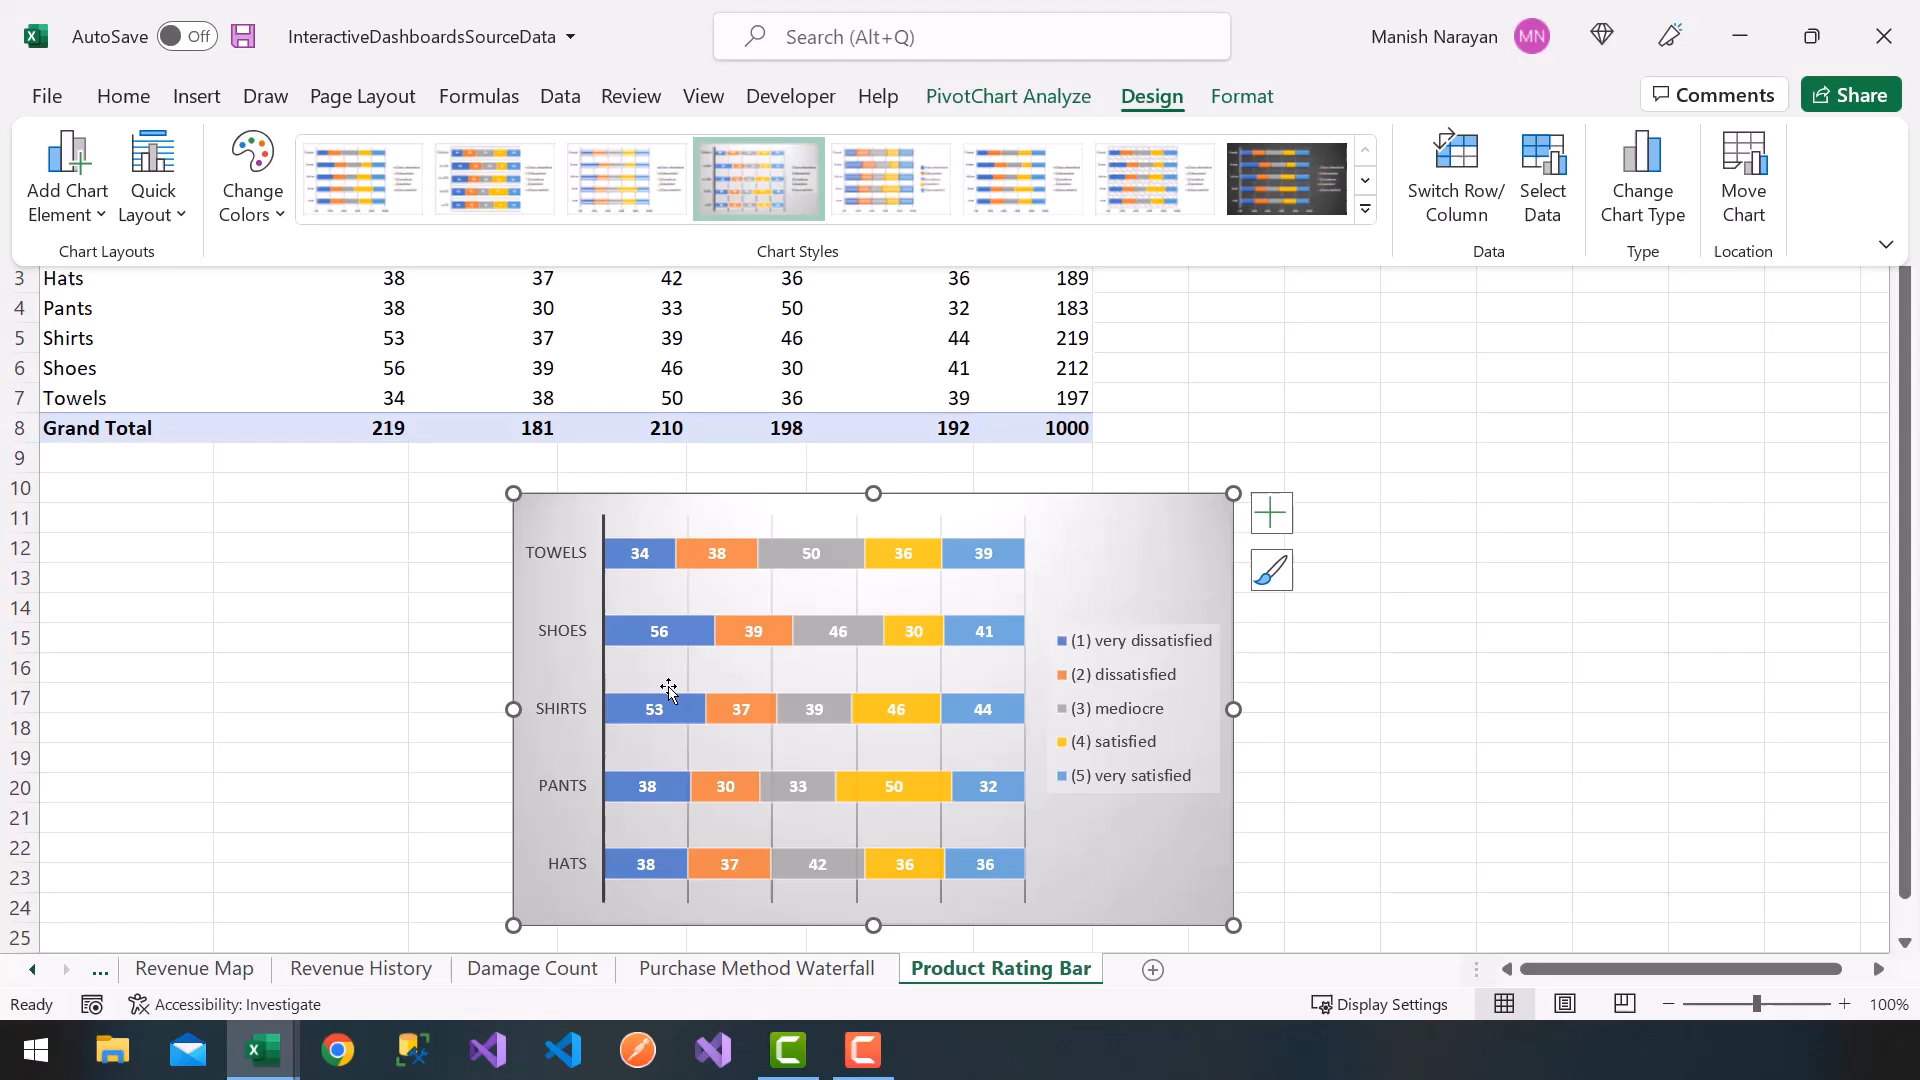 AutoSave Off InteractiveDashboardsSourceData Search (Alt+Q) Manish Narayan MN
File Home Insert Draw Page Layout Formulas Data Review View Developer Help PivotChart Analyze Design Format Comments Share
Add Chart Element Quick Layout Change Colors Switch Row/ Column Select Data Change Chart Type Move Chart
Chart Layouts Chart Styles Data Type Location
3 Hats 38 37 42 36 36 189
4 Pants 38 30 33 50 32 183
5 Shirts 53 37 39 46 44 219
6 Shoes 56 39 46 30 41 212
7 Towels 34 38 50 36 39 197
8 Grand Total 219 181 210 198 192 1000
9
10
11
12
13
14
15
16
17
18
19
20
21
22
23
24
25
TOWELS 34 38 50 36 39
SHOES 56 39 46 30 41
SHIRTS 53 37 39 46 44
PANTS 38 30 33 50 32
HATS 38 37 42 36 36
(1) very dissatisfied
(2) dissatisfied
(3) mediocre
(4) satisfied
(5) very satisfied
... Revenue Map Revenue History Damage Count Purchase Method Waterfall Product Rating Bar
Ready Accessibility: Investigate Display Settings 100%